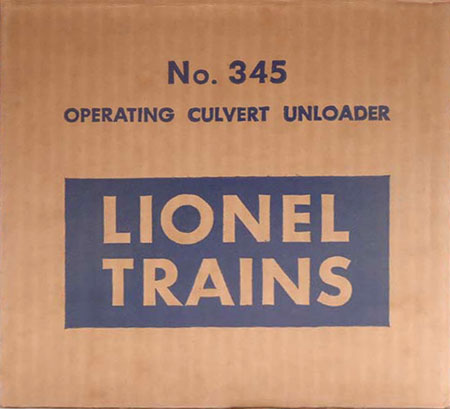 No. 345
OPERATING CULVERT UNLOADER
LIONEL
TRAINS